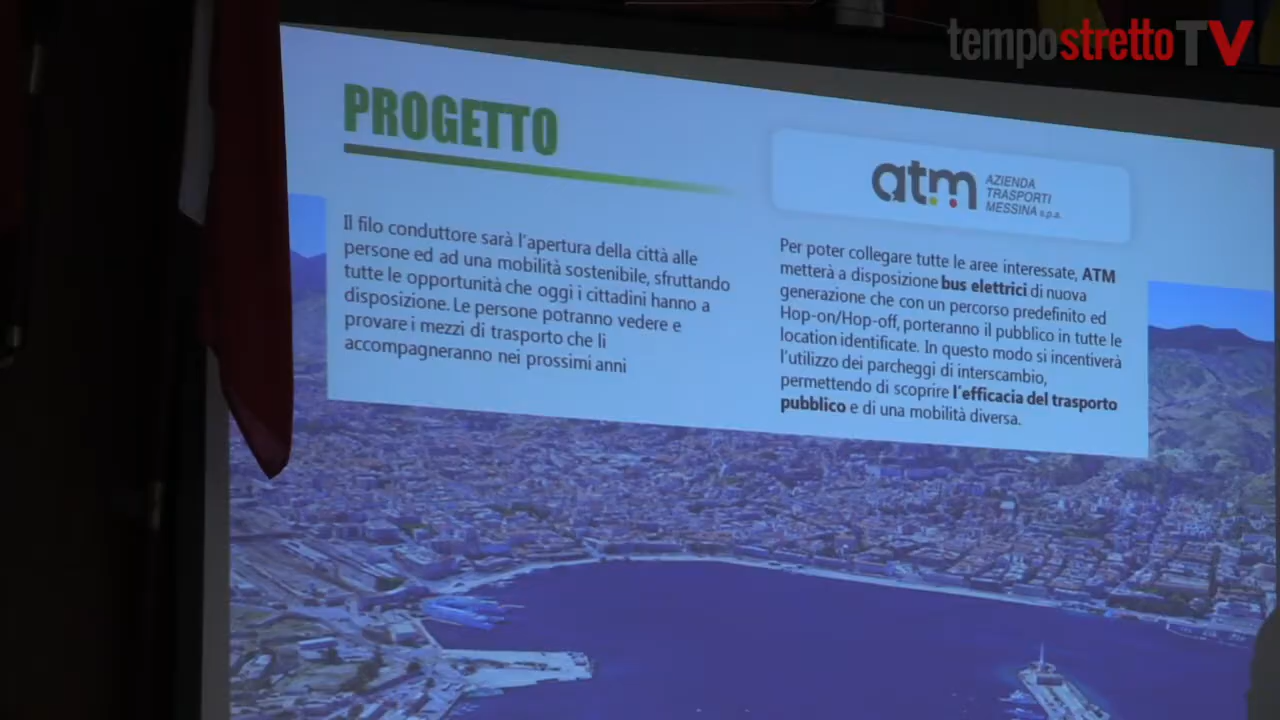 tempostrettoTV
PROGETTO
Il filo conduttore sarà l'apertura della città alle
persone ed ad una mobilità sostenibile, sfruttando
tutte le opportunità che oggi i cittadini hanno a
disposizione. Le persone potranno vedere e
provare i mezzi di trasporto che li
accompagneranno nei prossimi anni
atm
AZIENDA
TRASPORTI
MESSINA s.p.a.
Per poter collegare tutte le aree interessate, ATM
metterà a disposizione bus elettrici di nuova
generazione che con un percorso predefinito ed
Hop-on/Hop-off, porteranno il pubblico in tutte le
location identificate. In questo modo si incentiverà
l'utilizzo dei parcheggi di interscambio,
permettendo di scoprire l'efficacia del trasporto
pubblico e di una mobilità diversa.